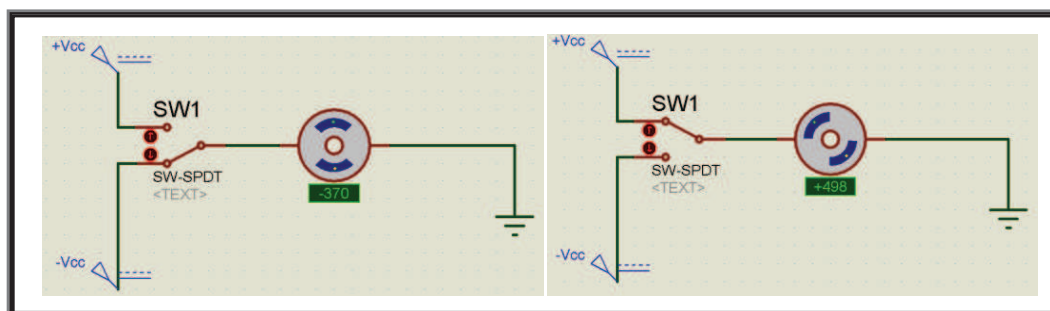 +Vcc
SW1
SW-SPDT
<TEXT>
-370
-Vcc
+Vcc
SW1
SW-SPDT
<TEXT>
+498
-Vcc